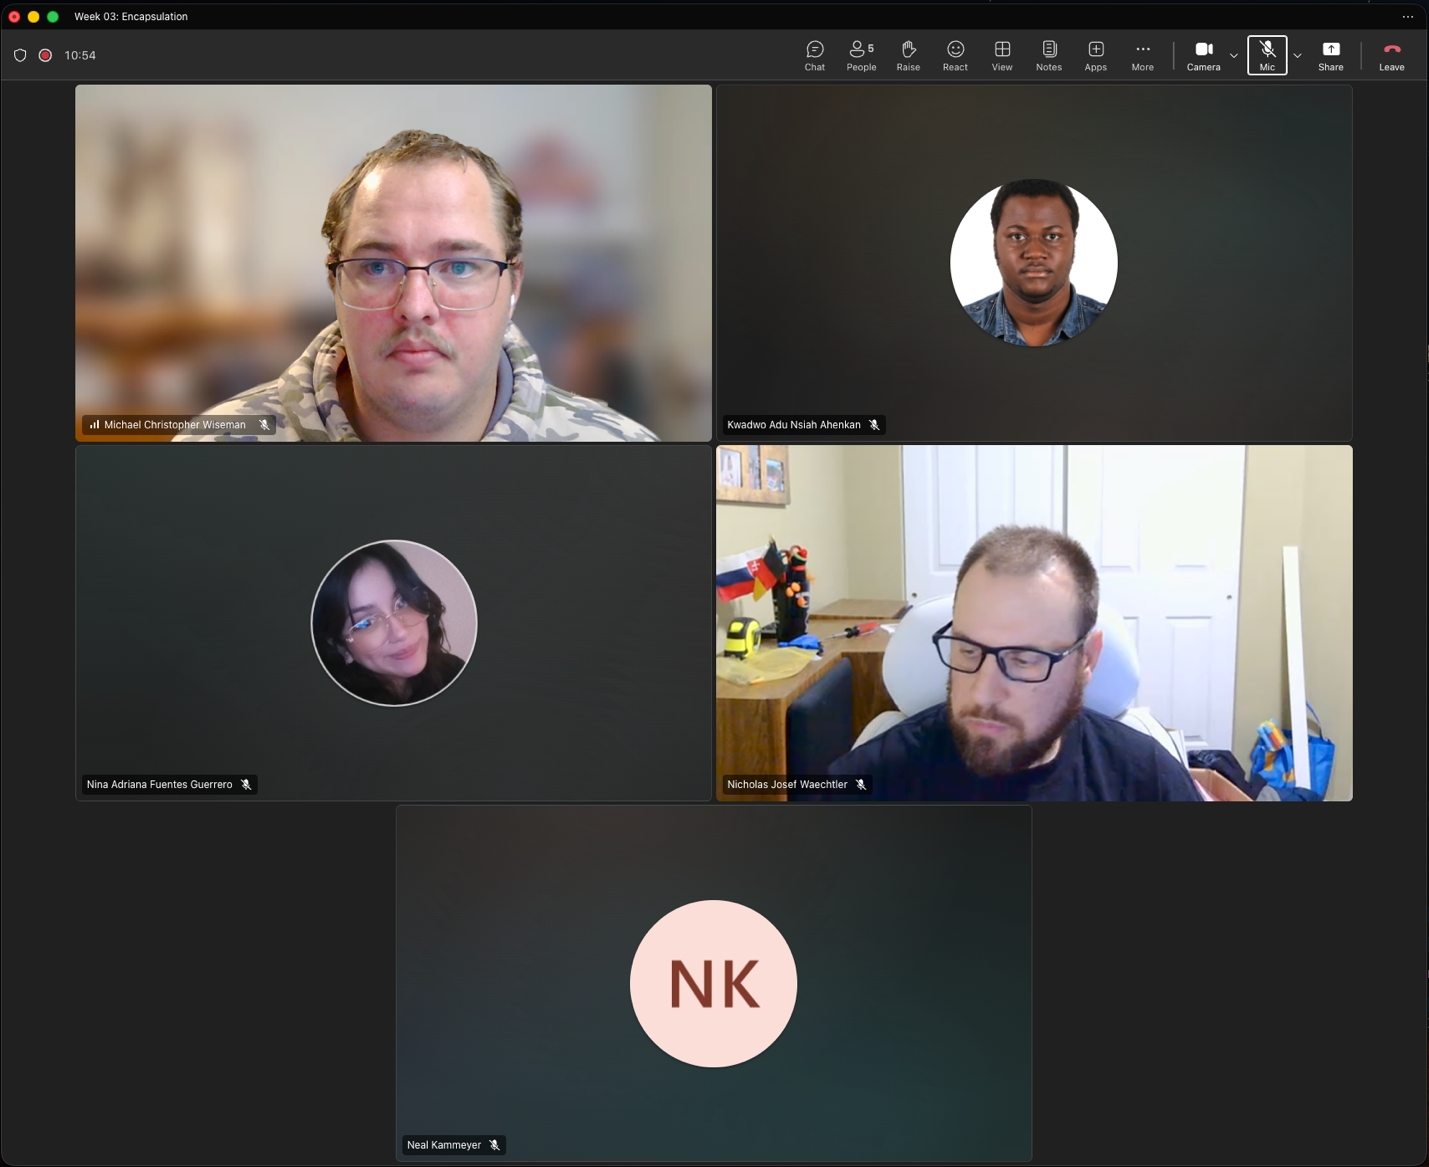 Week 03: Encapsulation
10:54
Chat
5
People
Raise
React
View
Notes
Apps
More
Camera
Mic
Share
Leave
Michael Christopher Wiseman
Kwadwo Adu Nsiah Ahenkan
Nina Adriana Fuentes Guerrero
Nicholas Josef Waechtler
NK
Neal Kammeyer